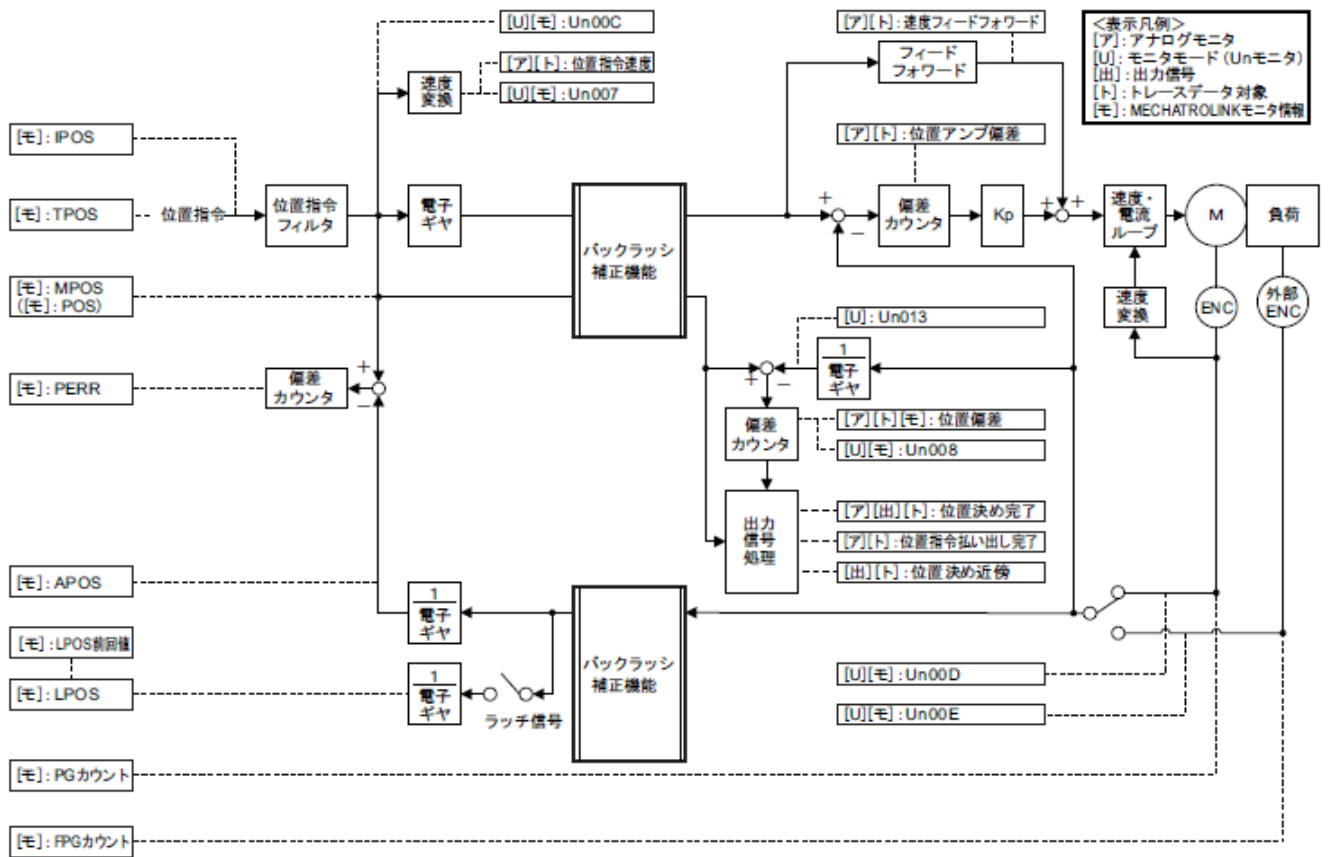 [U][モ]：Un00C
[ア][ト]：位置指令速度
[U][モ]：Un007
速度
変換
[ア][ト]：速度フィードフォワード
フィード
フォワード
＜表示凡例＞
[ア]：アナログモニタ
[U]：モニタモード（Unモニタ）
[出]：出力信号
[ト]：トレースデータ対象
[モ]：MECHATROLINKモニタ情報
[モ]：IPOS
[モ]：TPOS
位置指令
位置指令
フィルタ
電子
ギヤ
バックラッシ
補正機能
[ア][ト]：位置アンプ偏差
+
−
偏差
カウンタ
Kp
+
+
速度・
電流
ループ
M
負荷
速度
変換
ENC
外部
ENC
[モ]：MPOS
（[モ]：POS）
[モ]：PERR
偏差
カウンタ
+
−
[U]：Un013
+
−
1
電子
ギヤ
偏差
カウンタ
[ア][ト][モ]：位置偏差
[U][モ]：Un008
出力
信号
処理
[ア][出][ト]：位置決め完了
[ア][ト]：位置指令払い出し完了
[出][ト]：位置決め近傍
[モ]：APOS
1
電子
ギヤ
[モ]：LPOS前回値
[モ]：LPOS
1
電子
ギヤ
ラッチ信号
バックラッシ
補正機能
[U][モ]：Un00D
[U][モ]：Un00E
[モ]：PGカウント
[モ]：FPGカウント